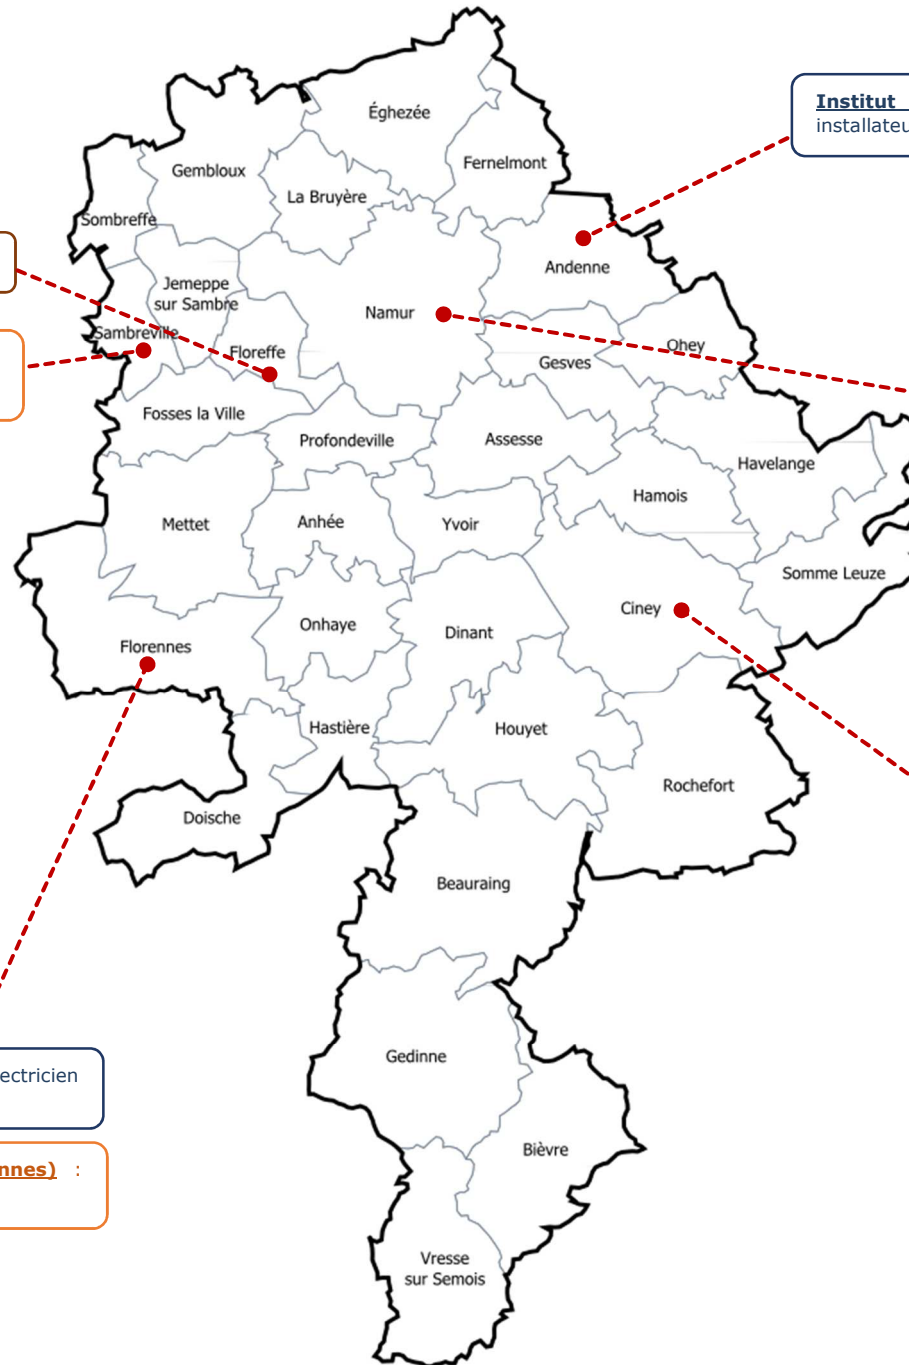 Éghezée
Institut
installateu
Fernelmont
Gembloux
La Bruyère
Sombreffe
Andenne
Jemeppe
sur Sambre
Namur
Sambreville
Floreffe
Ohey
Gesves
Fosses la Ville
Profondeville
Assesse
Havelange
Hamois
Mettet
Anhée
Yvoir
Somme Leuze
Ciney
Onhaye
Dinant
Florennes
Hastière
Houyet
Rochefort
Doische
Beauraing
Gedinne
ectricien
Bièvre
nnes) :
Vresse
sur Semois